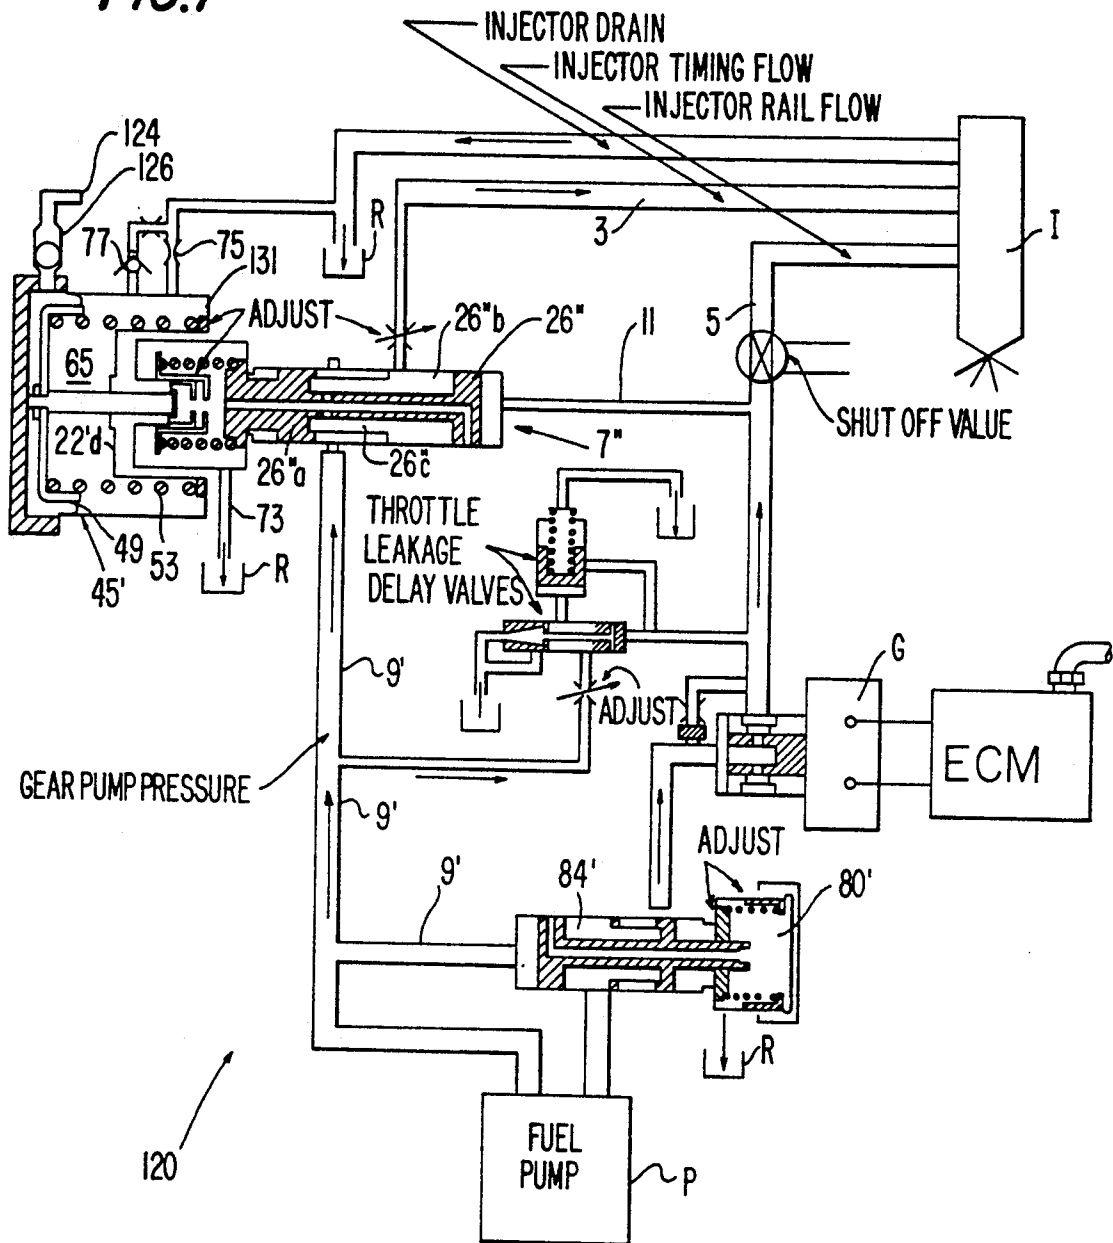 FIG.7
INJECTOR DRAIN
INJECTOR TIMING FLOW
INJECTOR RAIL FLOW
124
126
77
75
131
R
3
I
ADJUST
26"b
26"
11
5
65
22'd
26"a
26"c
7"
SHUT OFF VALUE
49
53
45'
73
R
THROTTLE
LEAKAGE
DELAY VALVES
9'
ADJUST
G
ECM
GEAR PUMP PRESSURE
9'
ADJUST
9'
84'
80'
R
120
FUEL
PUMP
P